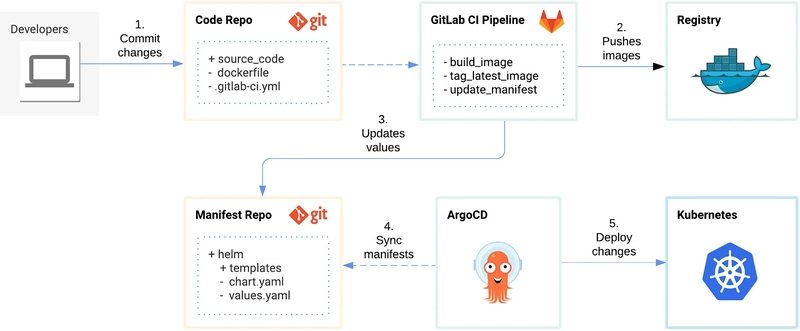 Developers
1.
Commit
changes
Code Repo
git
+ source_code
- dockerfile
- .gitlab-ci.yml
GitLab CI Pipeline
- build_image
- tag_latest_image
- update_manifest
2.
Pushes
images
Registry
3.
Updates
values
Manifest Repo
git
+ helm
+ templates
- chart.yaml
- values.yaml
4.
Sync
manifests
ArgoCD
5.
Deploy
changes
Kubernetes